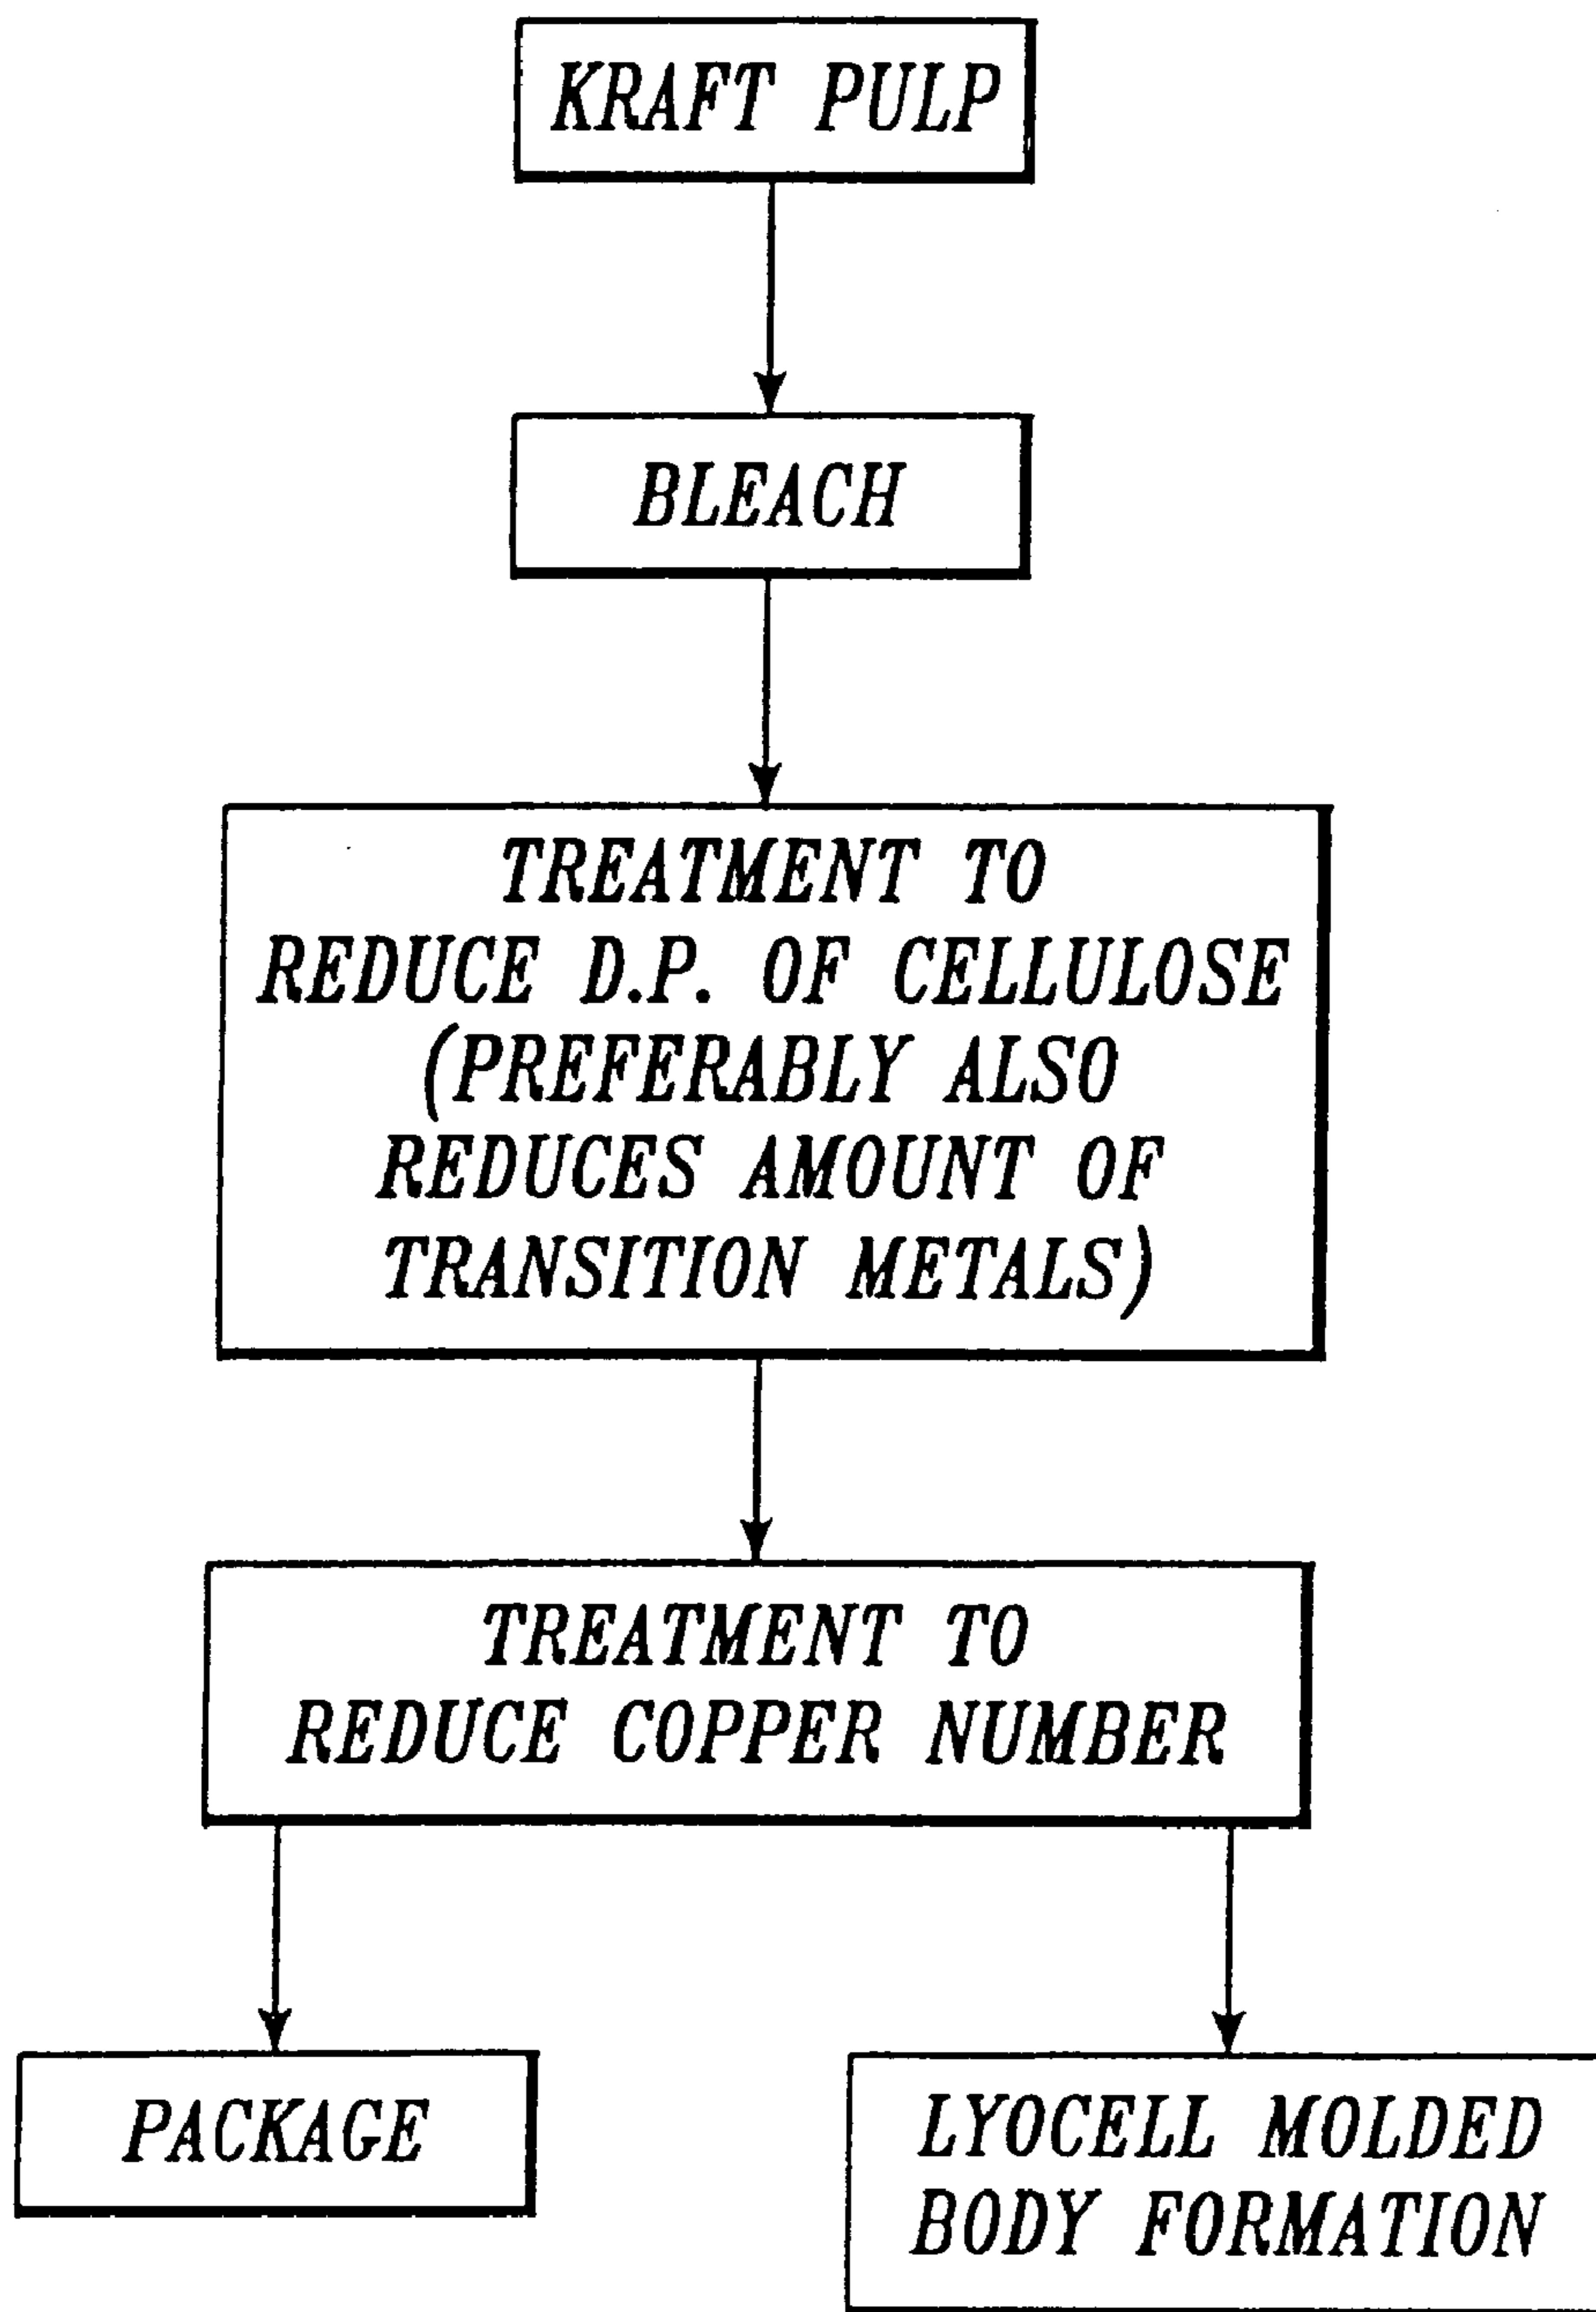 KRAFT PULP
BLEACH
TREATMENT TO
REDUCE D.P. OF CELLULOSE
(PREFERABLY ALSO
REDUCES AMOUNT OF
TRANSITION METALS)
TREATMENT TO
REDUCE COPPER NUMBER
PACKAGE
LYOCELL MOLDED
BODY FORMATION